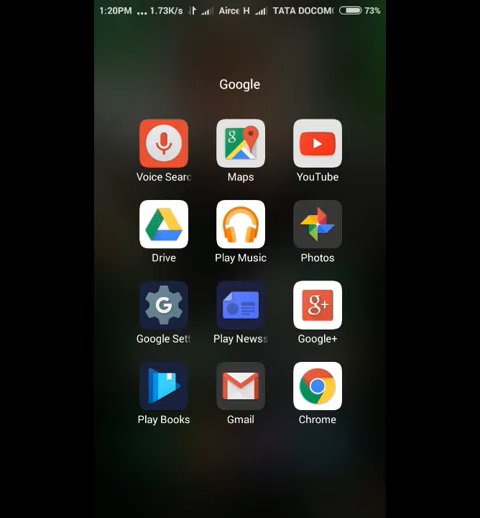 1:20PM ... 1.73K/s Airce H TATA DOCOM 73%
Google
Voice Searc Maps YouTube
Drive Play Music Photos
Google Sett Play Newss Google+
Play Books Gmail Chrome